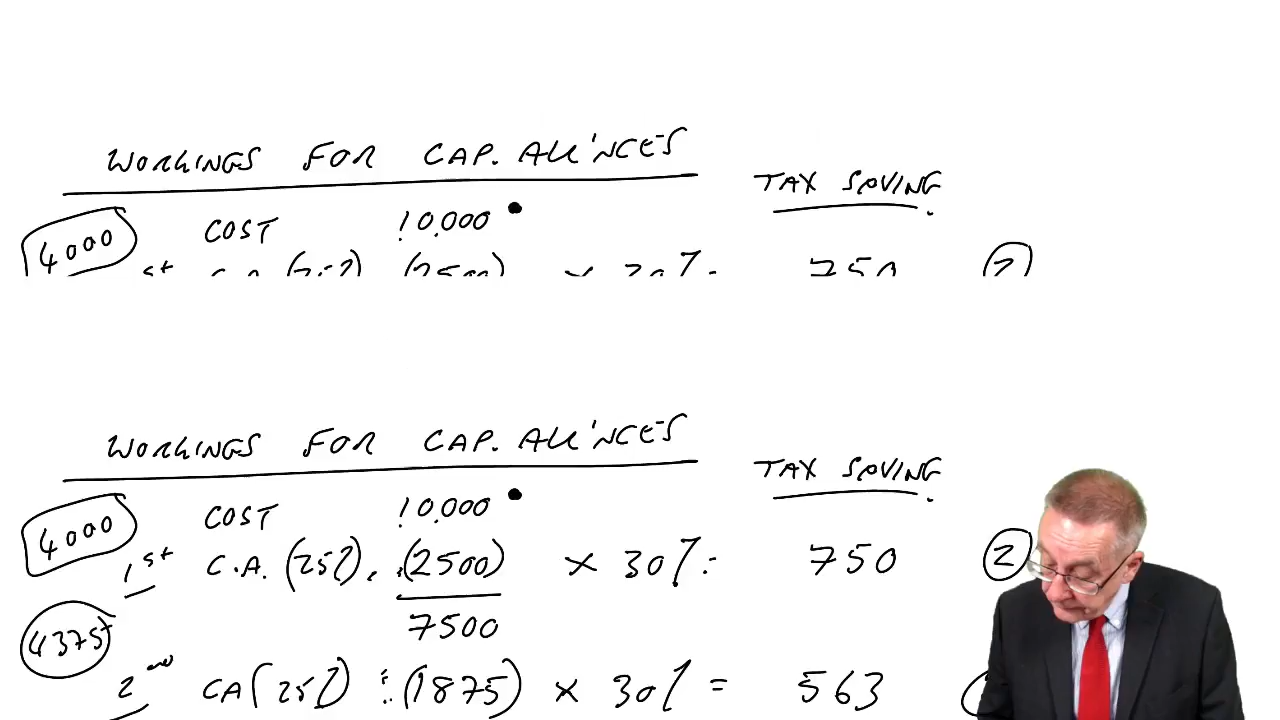 WORKINGS FOR CAP. ALL'NCES
TAX SAVING
4000 COST 10,000
WORKINGS FOR CAP. ALL'NCES
TAX SAVING
4000 COST 10,000
1st C.A. (25%) (2500) x 30% = 750 2
7500
4375
2nd CA (25%) (1875) x 30% = 563